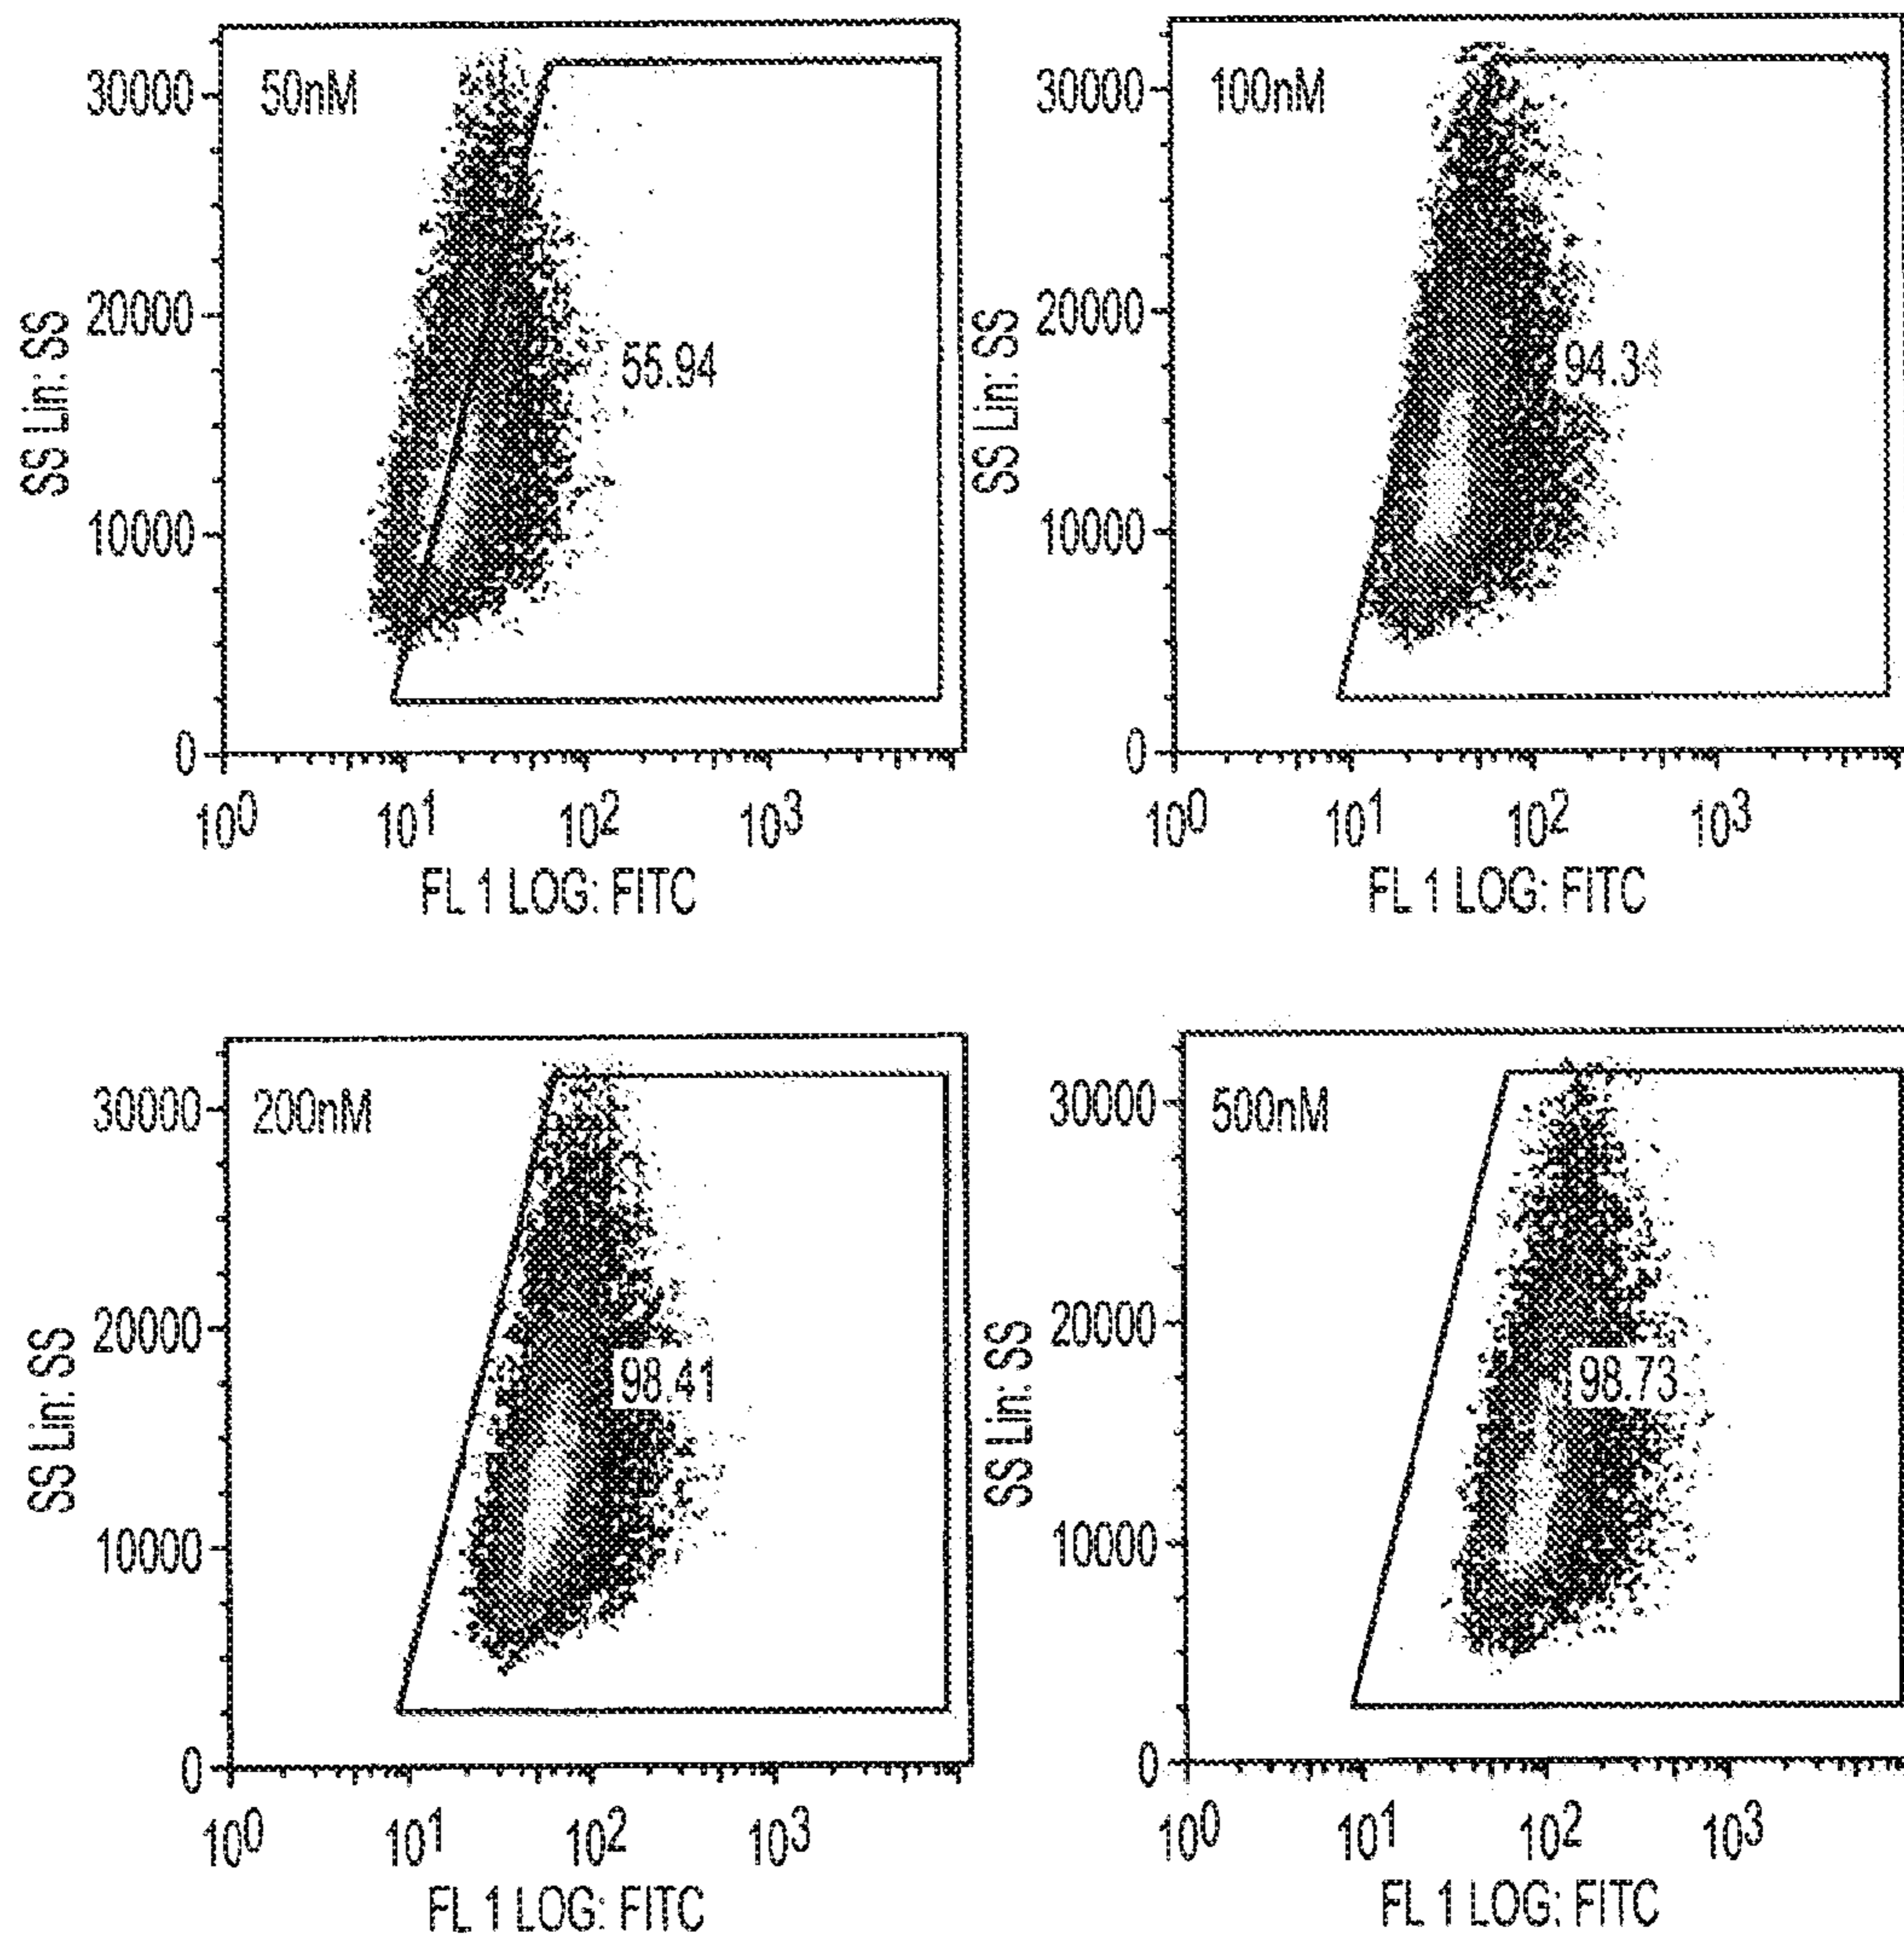 50nM
30000
20000
10000
0
SS Lin: SS
55.94
10^0 10^1 10^2 10^3
FL 1 LOG: FITC
100nM
30000
20000
10000
0
SS Lin: SS
94.34
10^0 10^1 10^2 10^3
FL 1 LOG: FITC
200nM
30000
20000
10000
0
SS Lin: SS
98.41
10^0 10^1 10^2 10^3
FL 1 LOG: FITC
500nM
30000
20000
10000
0
SS Lin: SS
98.73
10^0 10^1 10^2 10^3
FL 1 LOG: FITC